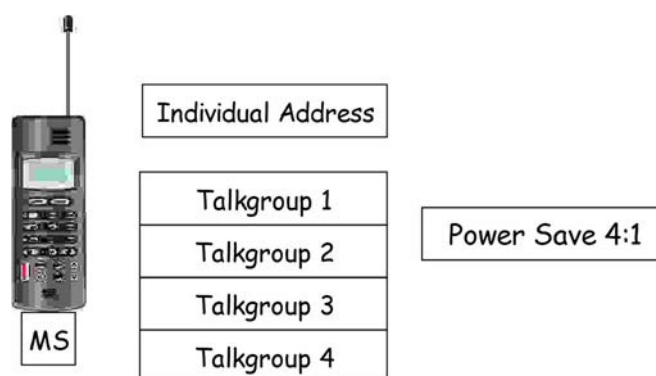 Individual Address
Talkgroup 1
Talkgroup 2
Talkgroup 3
Talkgroup 4
Power Save 4:1
MS